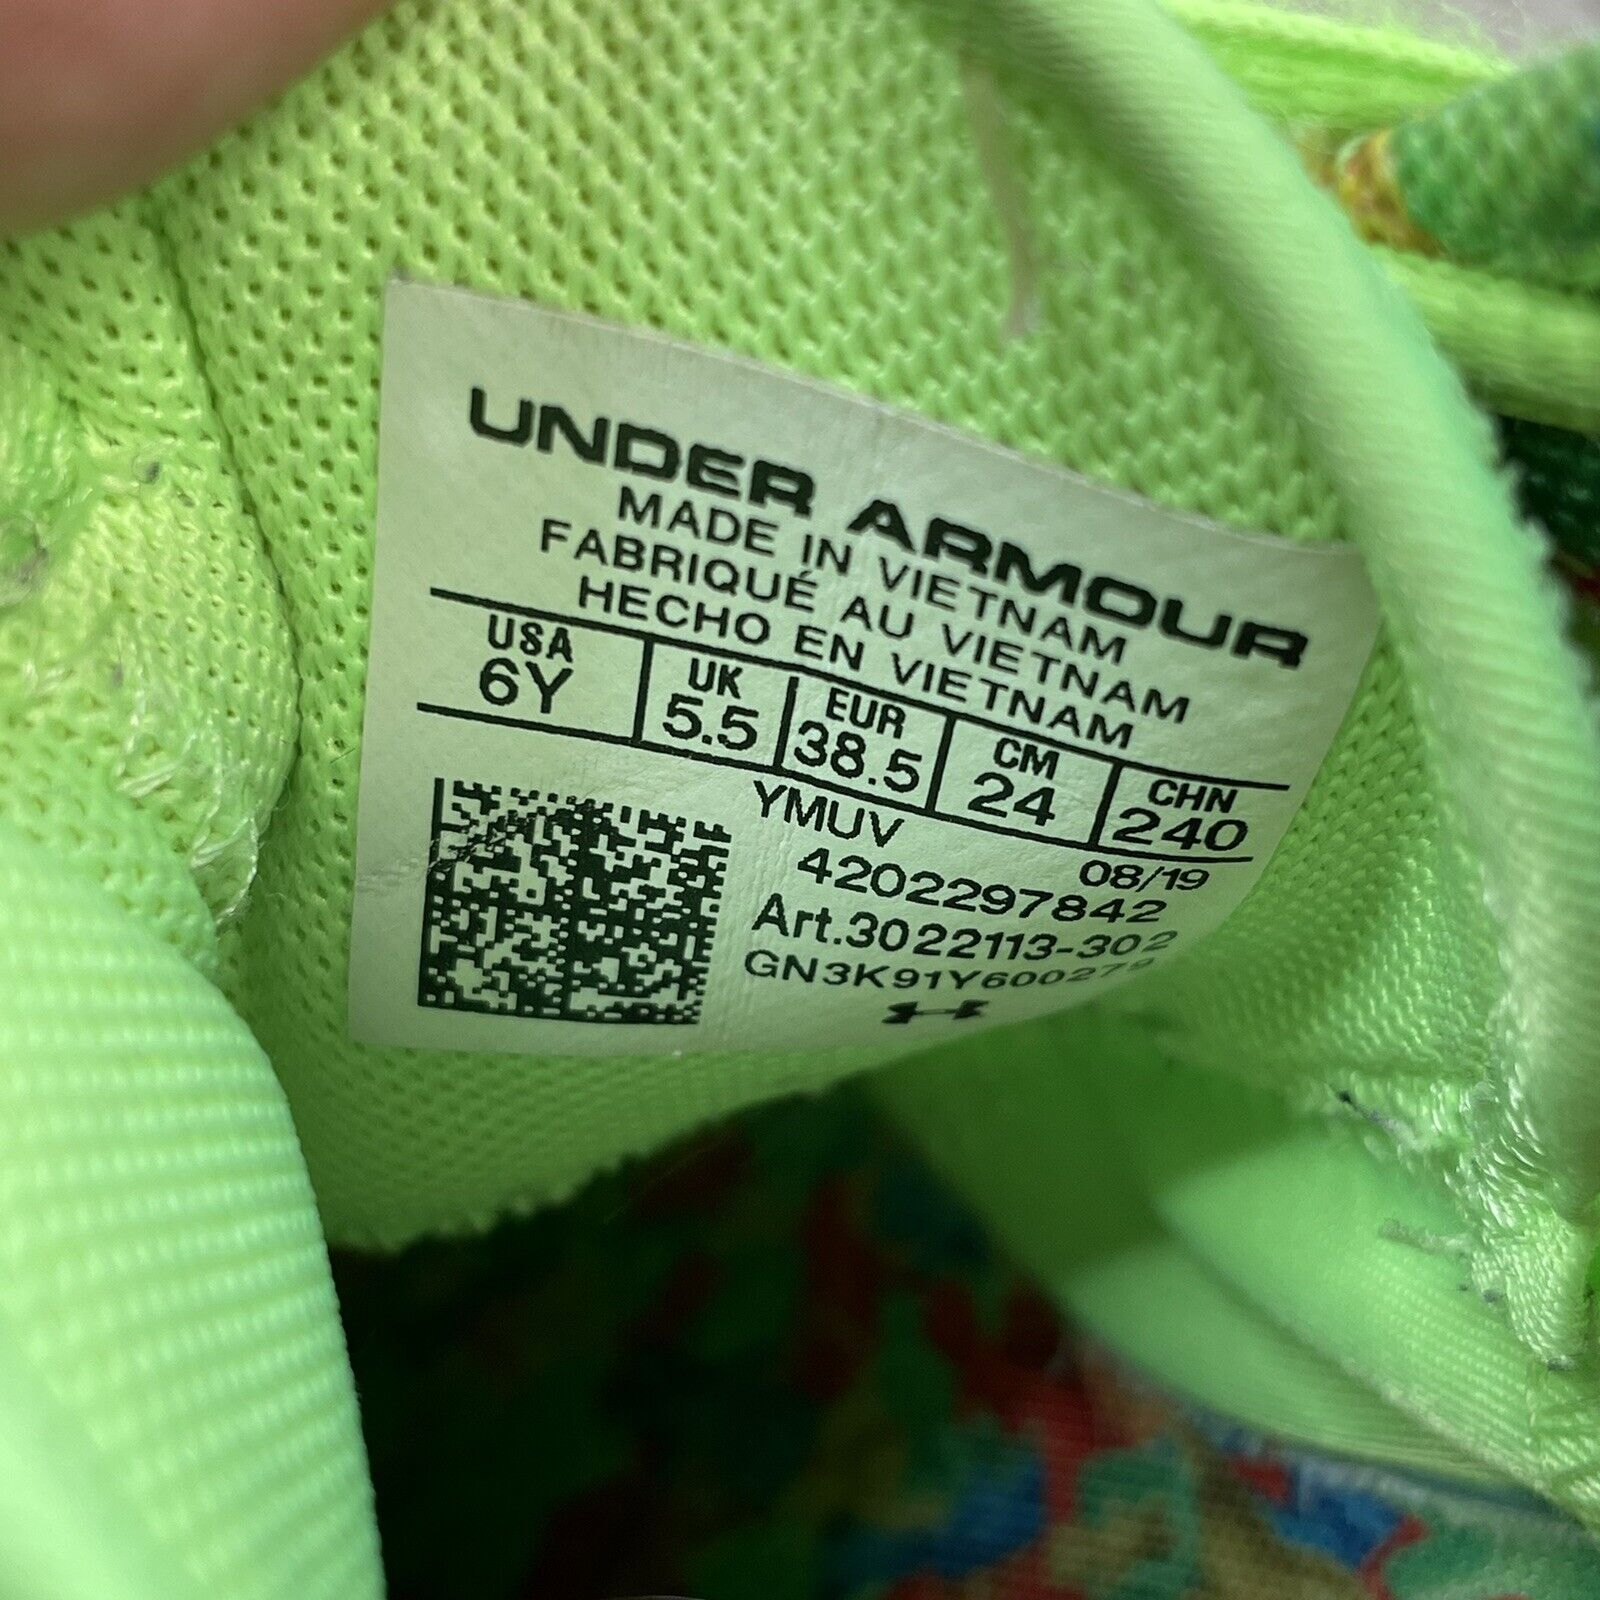 UNDER ARMOUR
MADE IN VIETNAM
FABRIQUÉ AU VIETNAM
HECHO EN VIETNAM
USA UK EUR CM CHN
6Y 5.5 38.5 24 240
YMUV 08/19
4202297842
Art.3022113-302
GN3K91Y600279